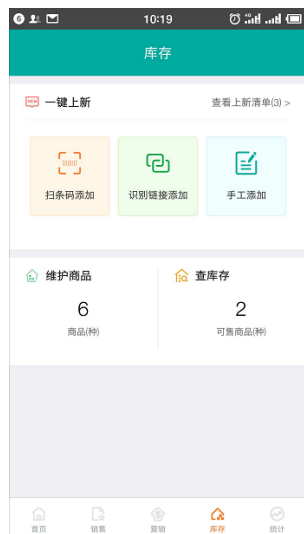 6
10:19
库存
NEW 一键上新
查看上新清单(3) >
扫条码添加
识别链接添加
手工添加
维护商品
查库存
6
2
商品(种)
可售商品(种)
首页
销售
营销
库存
统计